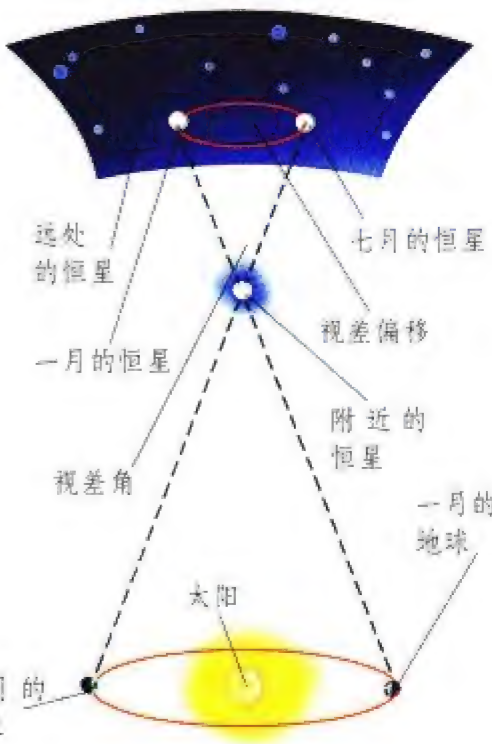 远处
的恒星
七月的恒星
一月的恒星
视差偏移
附近的
恒星
视差角
一月的
地球
太阳
的